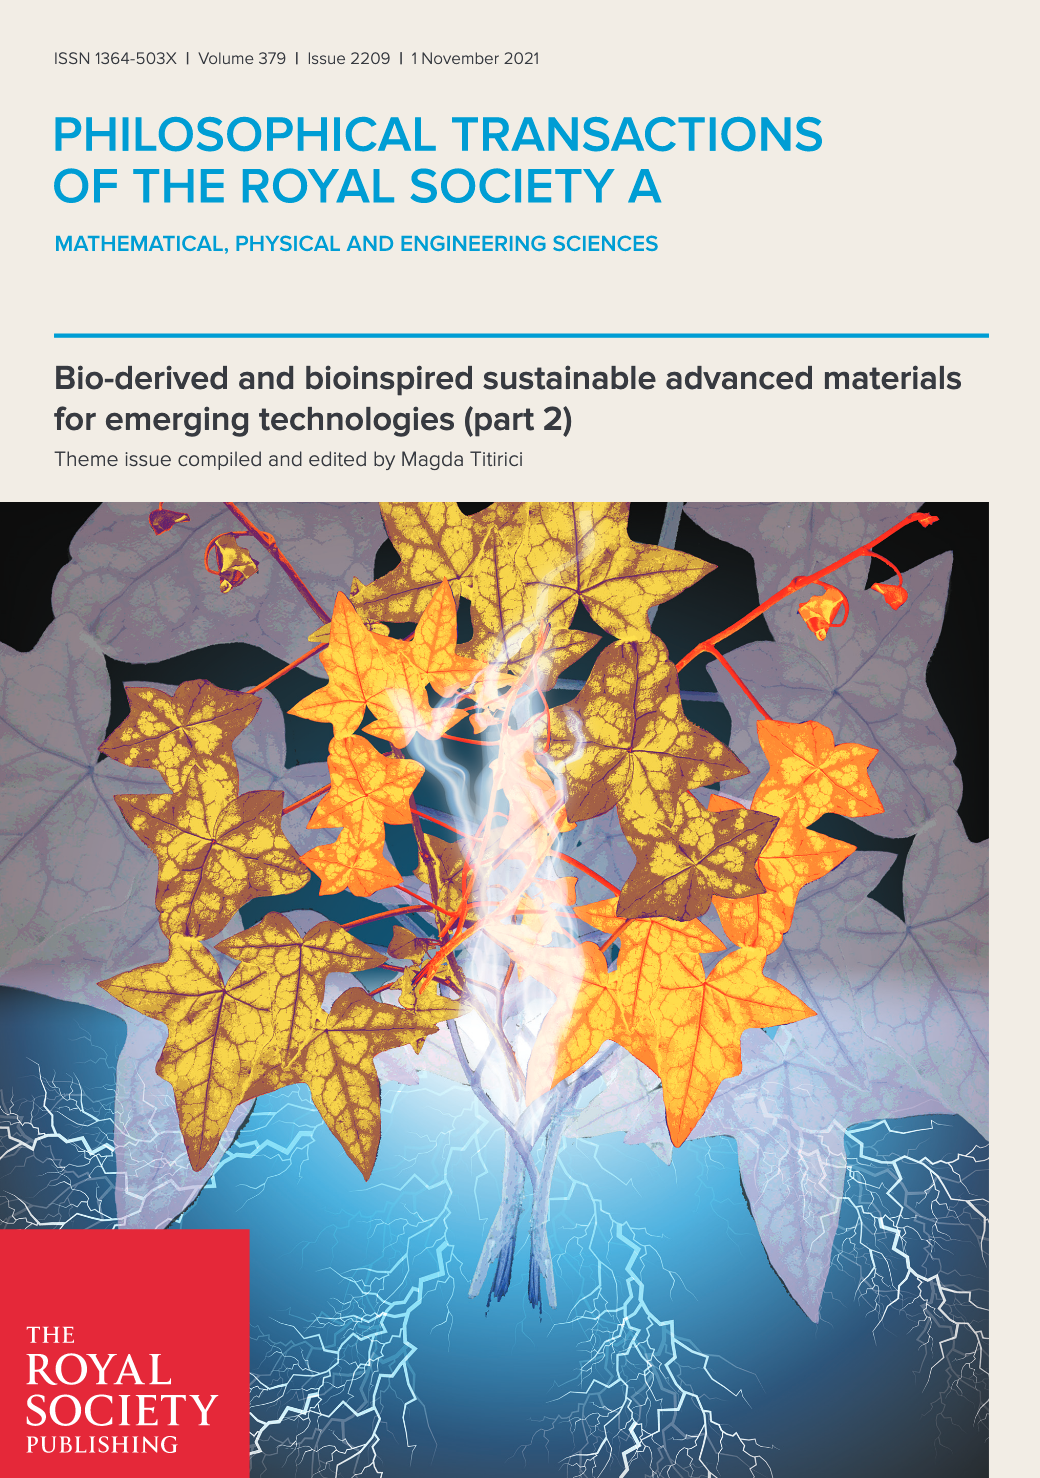 ISSN 1364-503X | Volume 379 | Issue 2209 | 1 November 2021
PHILOSOPHICAL TRANSACTIONS
OF THE ROYAL SOCIETY A
MATHEMATICAL, PHYSICAL AND ENGINEERING SCIENCES
Bio-derived and bioinspired sustainable advanced materials
for emerging technologies (part 2)
Theme issue compiled and edited by Magda Titirici
THE
ROYAL
SOCIETY
PUBLISHING